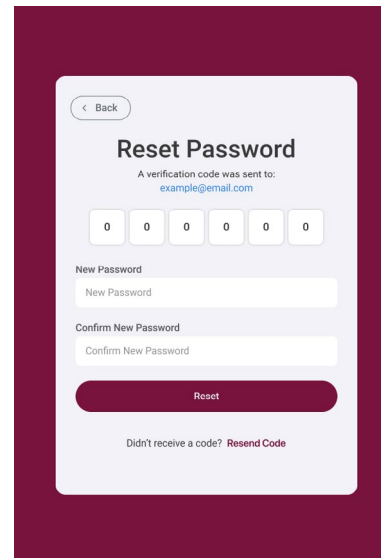 Back
Reset Password
A verification code was sent to:
example@email.com
0 0 0 0 0 0
New Password
New Password
Confirm New Password
Confirm New Password
Reset
Didn't receive a code? Resend Code